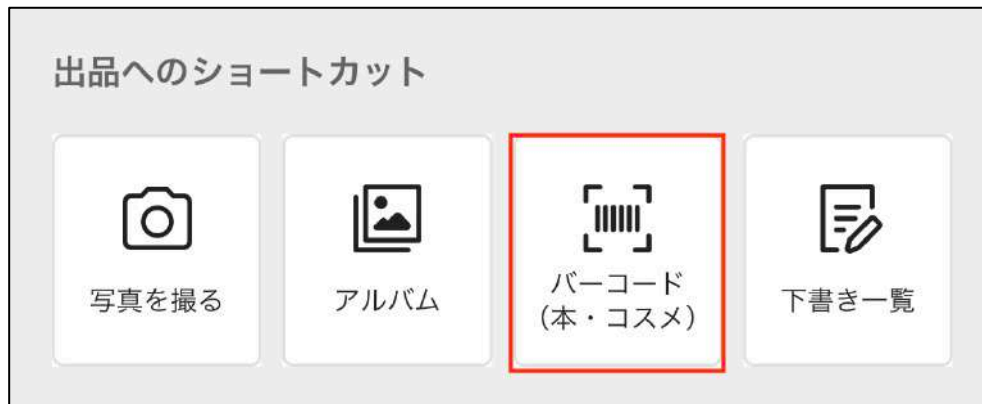 出品へのショートカット
写真を撮る
アルバム
バーコード
（本・コスメ）
下書き一覧